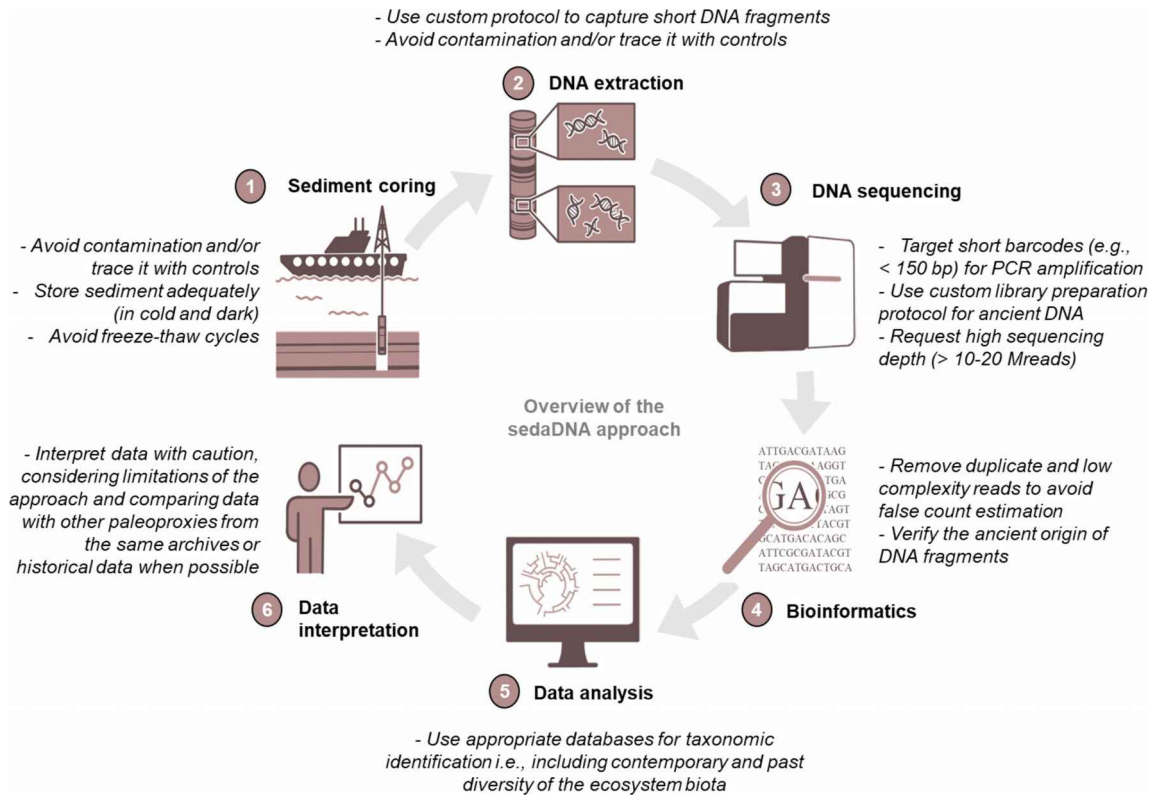 - Use custom protocol to capture short DNA fragments
- Avoid contamination and/or trace it with controls
2 DNA extraction
1 Sediment coring
- Avoid contamination and/or
trace it with controls
- Store sediment adequately
(in cold and dark)
- Avoid freeze-thaw cycles
3 DNA sequencing
- Target short barcodes (e.g.,
< 150 bp) for PCR amplification
- Use custom library preparation
protocol for ancient DNA
- Request high sequencing
depth (> 10-20 Mreads)
Overview of the
sedaDNA approach
ATTGACGATAAG
GAC
GCATGACACAGC
ATTCGCGATACGT
TAGCATGACTGCA
- Remove duplicate and low
complexity reads to avoid
false count estimation
- Verify the ancient origin of
DNA fragments
4 Bioinformatics
- Interpret data with caution,
considering limitations of the
approach and comparing data
with other paleoproxies from
the same archives or
historical data when possible
6 Data
interpretation
5 Data analysis
- Use appropriate databases for taxonomic
identification i.e., including contemporary and past
diversity of the ecosystem biota